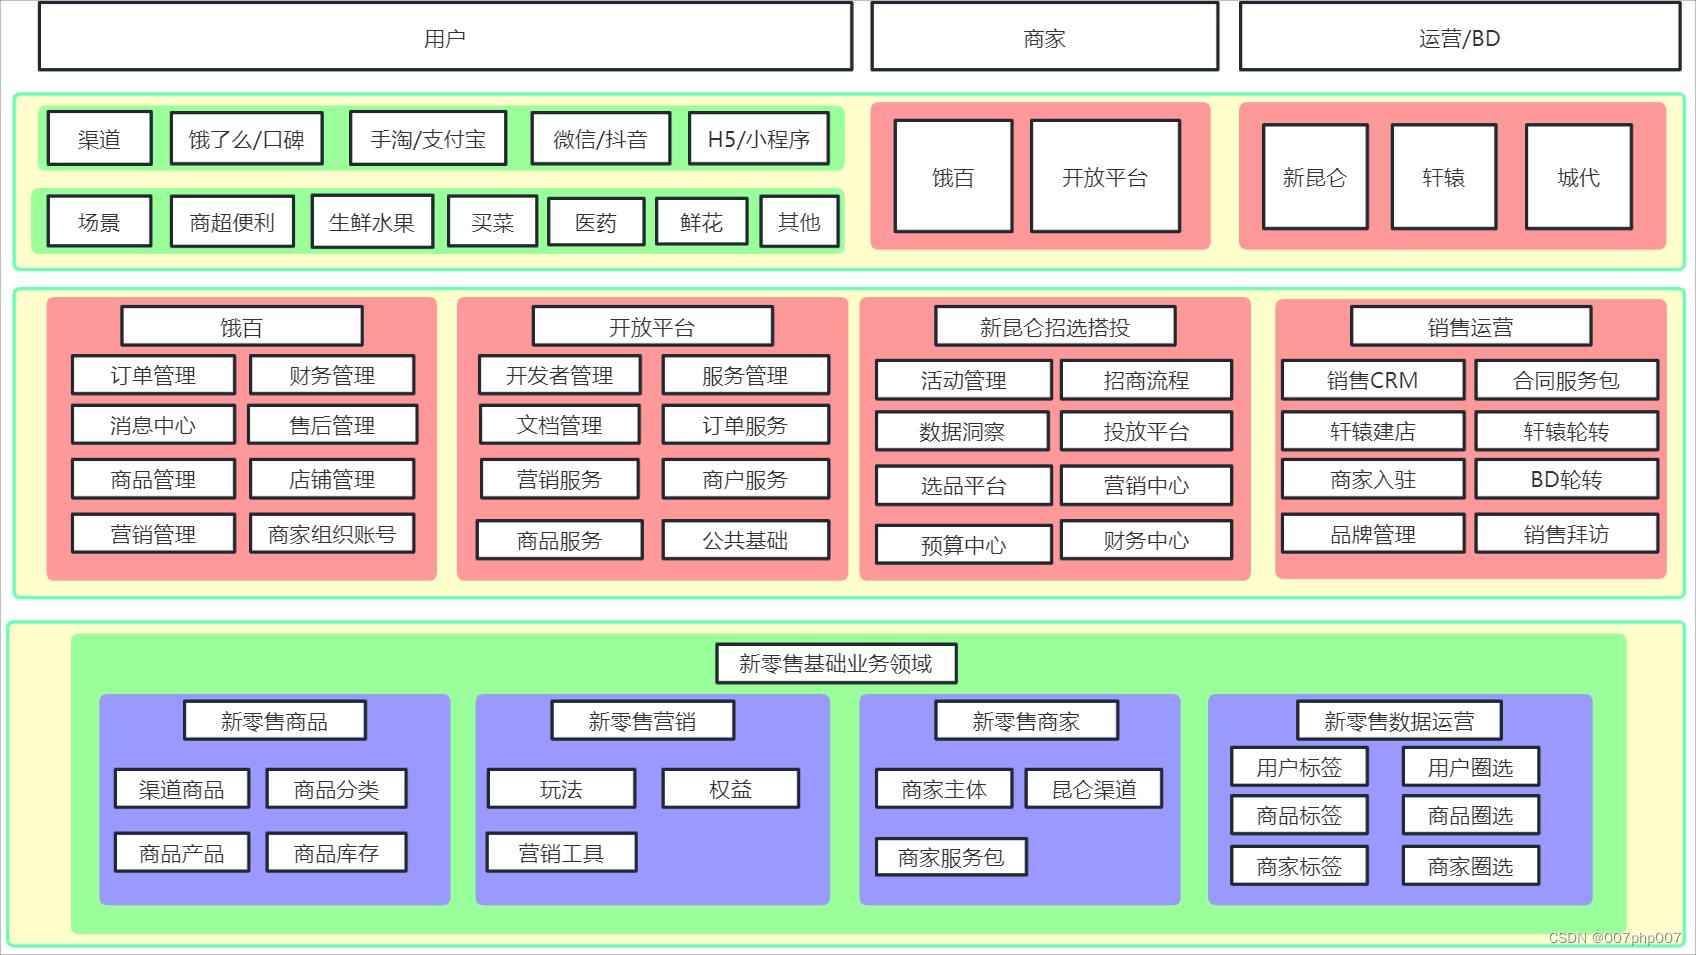 用户
商家
运营/BD
渠道
饿了么/口碑
手淘/支付宝
微信/抖音
H5/小程序
场景
商超便利
生鲜水果
买菜
医药
鲜花
其他
饿百
开放平台
新昆仑
轩辕
城代
饿百
订单管理
财务管理
消息中心
售后管理
商品管理
店铺管理
营销管理
商家组织账号
开放平台
开发者管理
服务管理
文档管理
订单服务
营销服务
商户服务
商品服务
公共基础
新昆仑招选搭投
活动管理
招商流程
数据洞察
投放平台
选品平台
营销中心
预算中心
财务中心
销售运营
销售CRM
合同服务包
轩辕建店
轩辕轮转
商家入驻
BD轮转
品牌管理
销售拜访
新零售基础业务领域
新零售商品
渠道商品
商品分类
商品产品
商品库存
新零售营销
玩法
权益
营销工具
新零售商家
商家主体
昆仑渠道
商家服务包
新零售数据运营
用户标签
用户圈选
商品标签
商品圈选
商家标签
商家圈选
CSDN @007php007